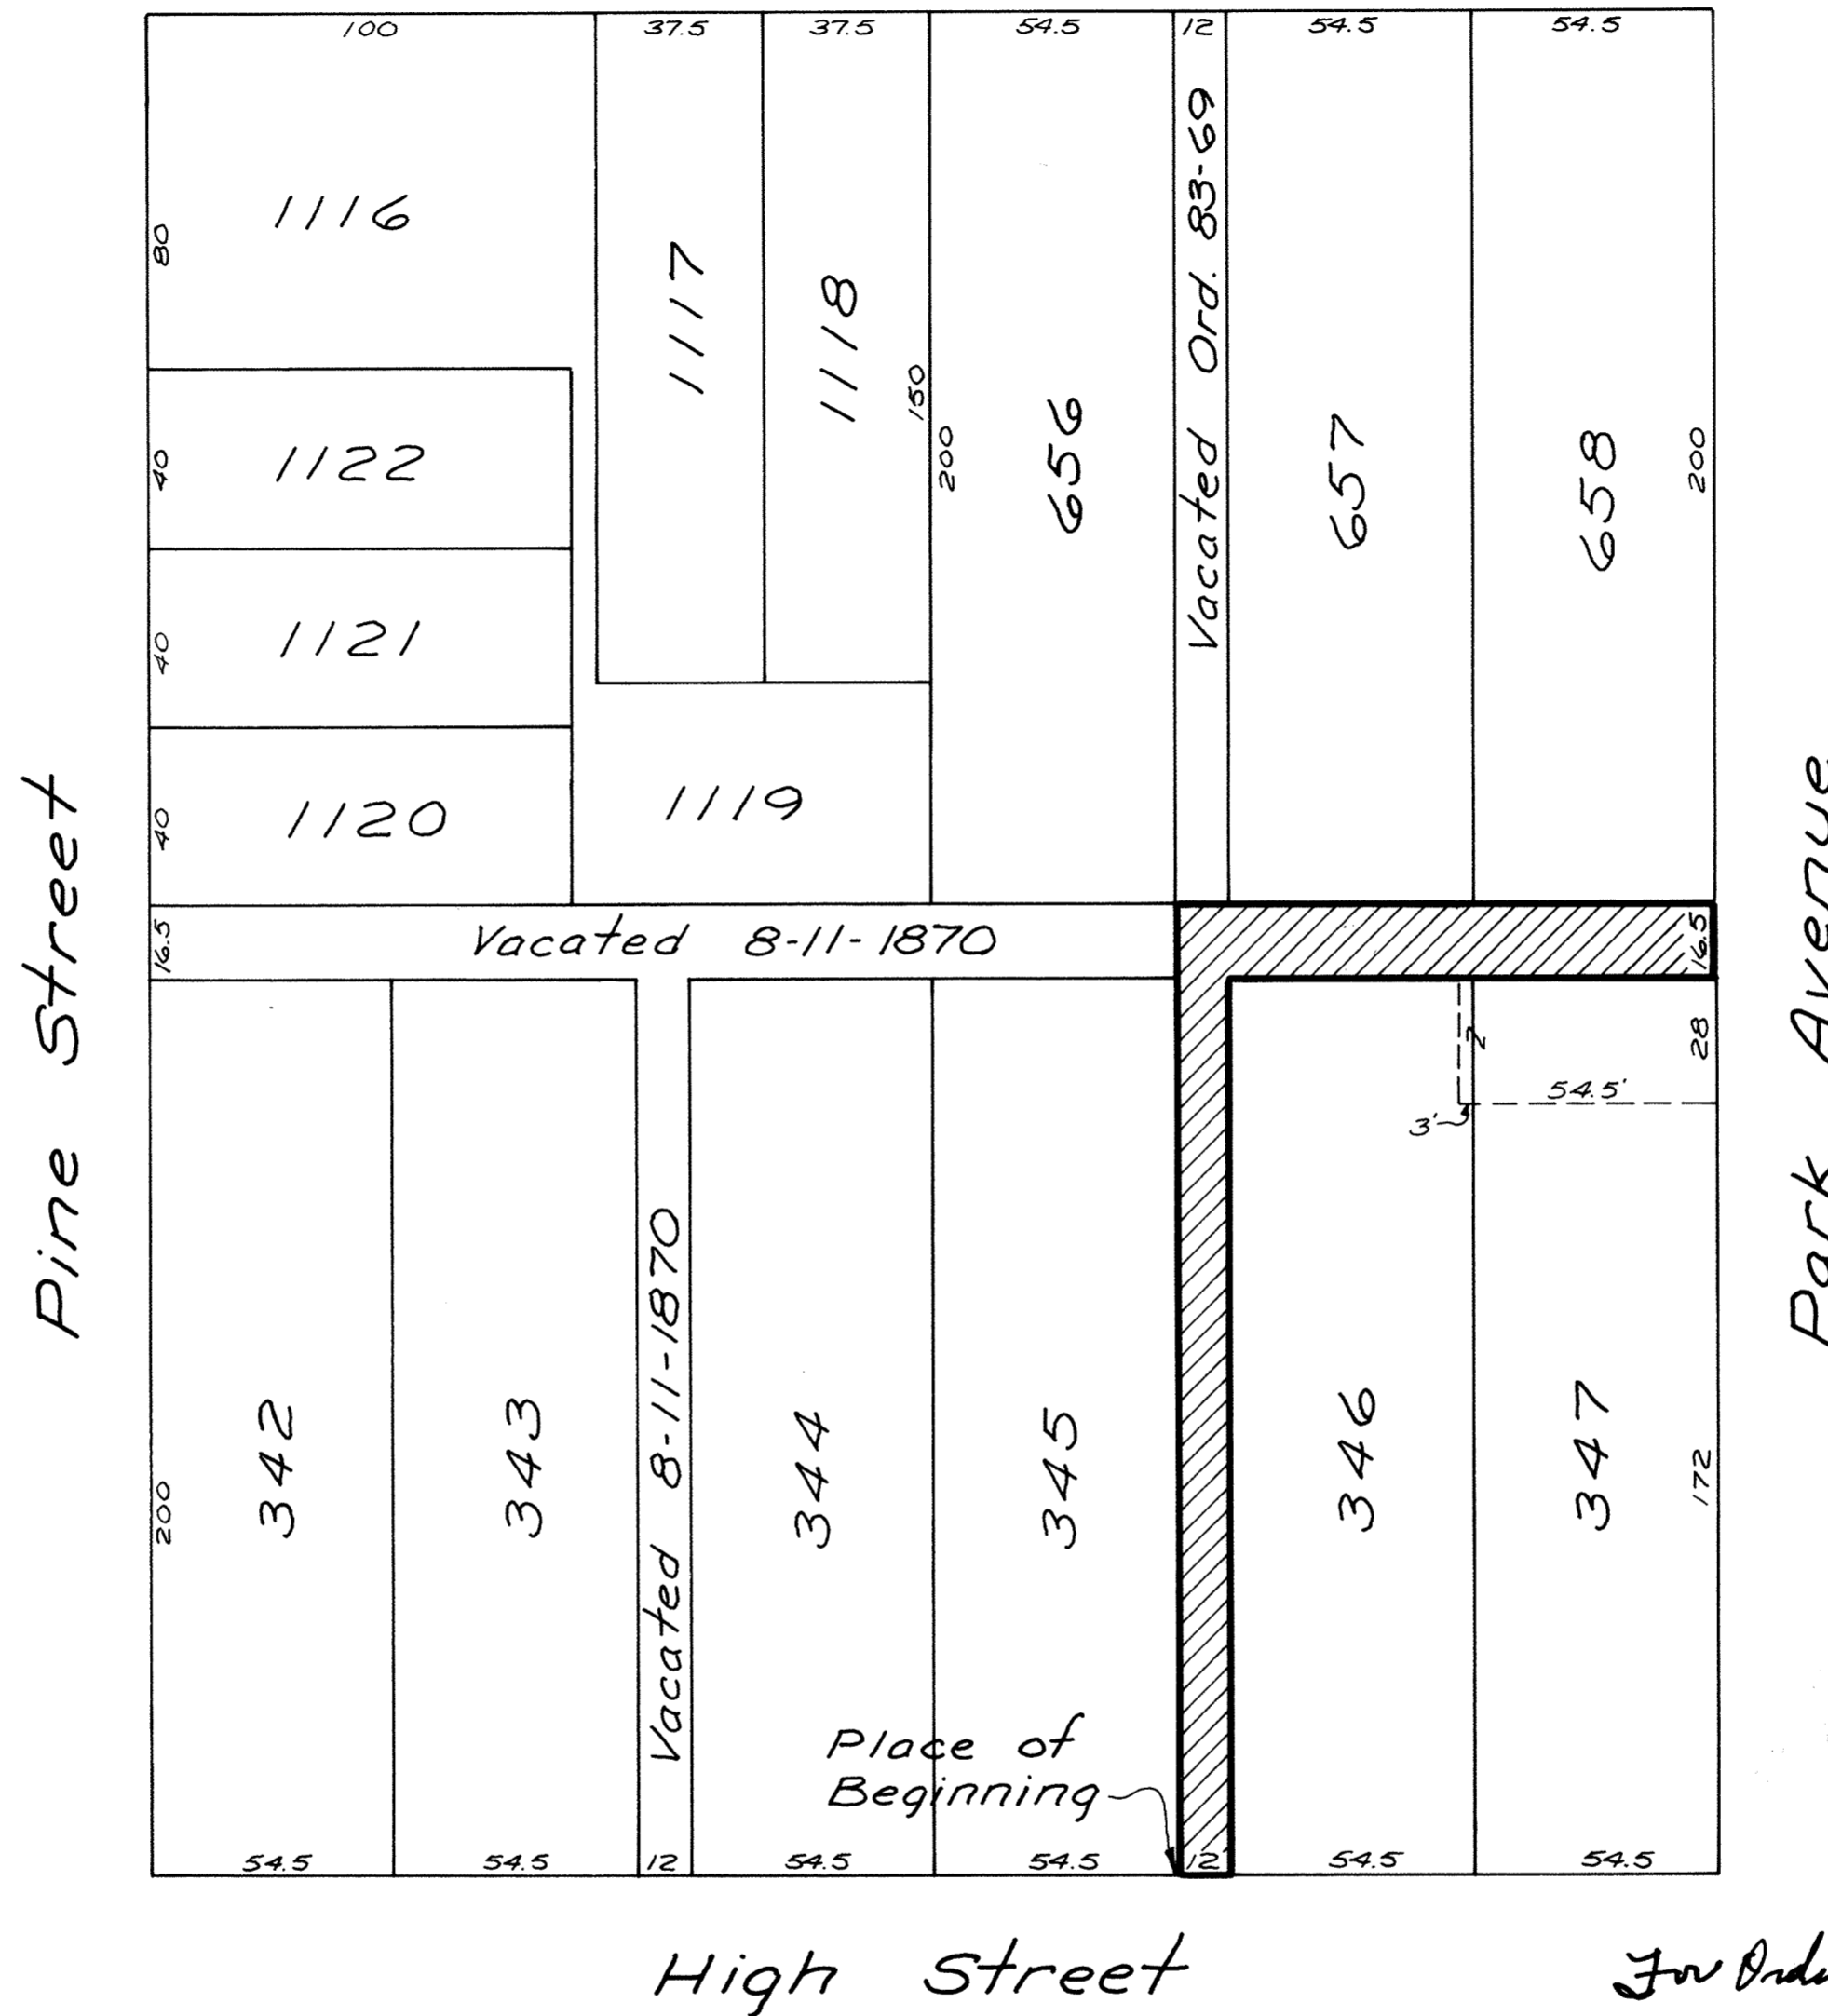 100 37.5 37.5 54.5 12 54.5 54.5
1116
80
1117
1118
150
200
656
Vacated Ord. 83-69
657
658
200
1122
40
1121
40
1120
40
1119
Pine Street
Park Avenue
16.5
Vacated 8-11-1870
16.5
28
2
54.5'
3'
342
200
343
Vacated 8-11-1870
344
345
346
347
172
Place of
Beginning
54.5 54.5 12 54.5 54.5 12' 54.5 54.5
High Street
For